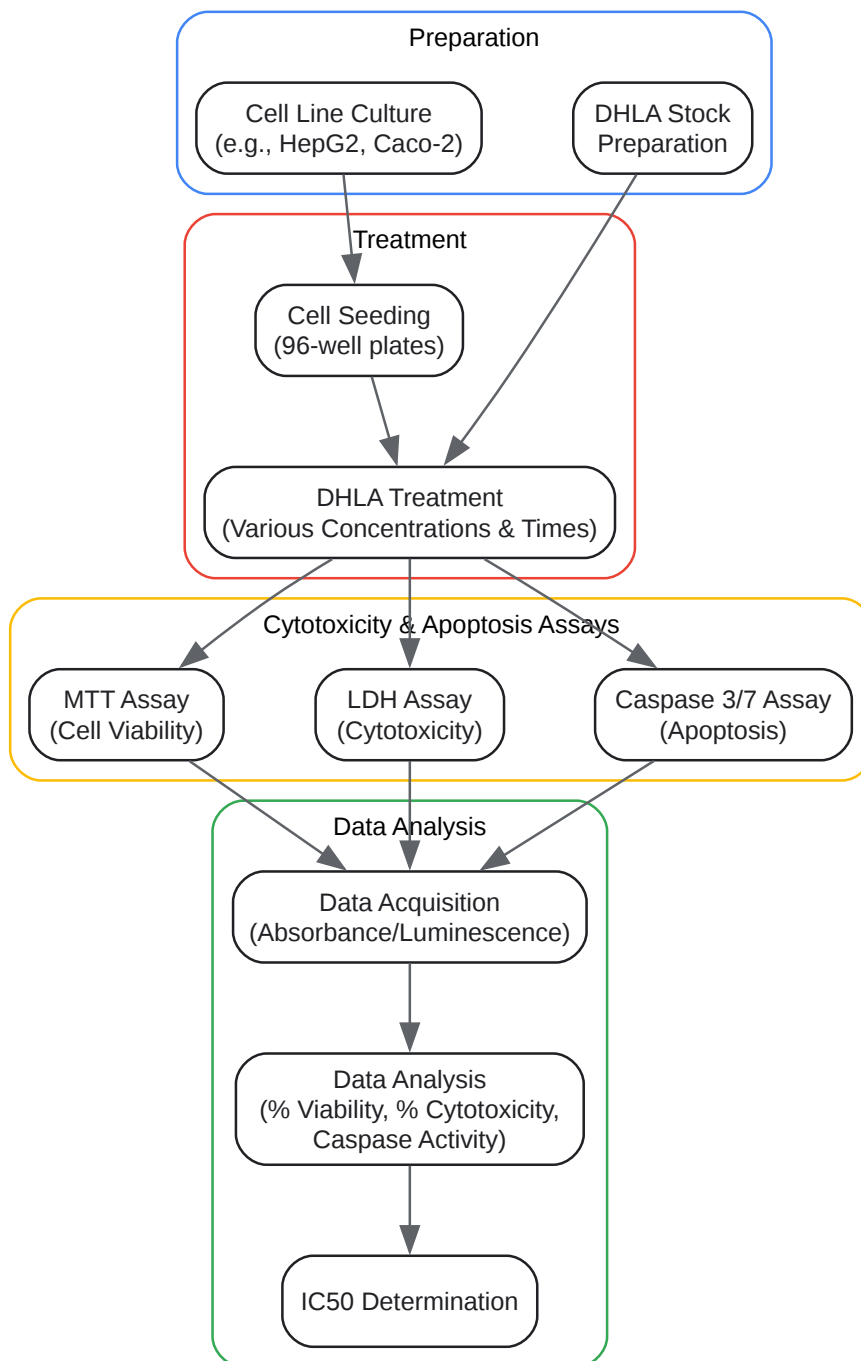 Preparation
Cell Line Culture
(e.g., HepG2, Caco-2)
DHLA Stock
Preparation
Treatment
Cell Seeding
(96-well plates)
DHLA Treatment
(Various Concentrations & Times)
Cytotoxicity & Apoptosis Assays
MTT Assay
(Cell Viability)
LDH Assay
(Cytotoxicity)
Caspase 3/7 Assay
(Apoptosis)
Data Analysis
Data Acquisition
(Absorbance/Luminescence)
Data Analysis
(% Viability, % Cytotoxicity,
Caspase Activity)
IC50 Determination